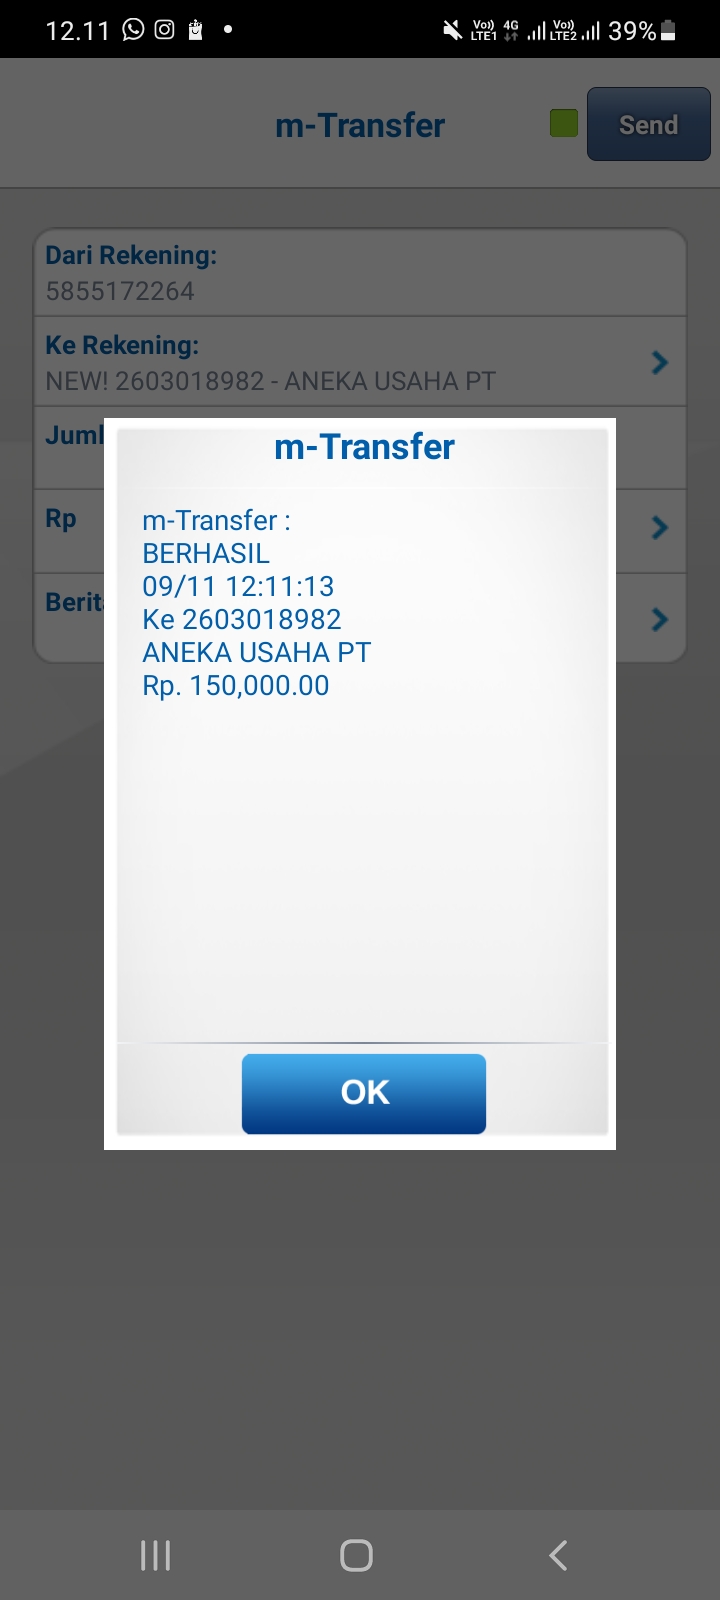 12.11
Vo)) LTE1 4G Vo)) LTE2 39%
m-Transfer
Send
Dari Rekening:
5855172264
Ke Rekening:
NEW! 2603018982 - ANEKA USAHA PT
Juml
Rp
Berit
m-Transfer
m-Transfer :
BERHASIL
09/11 12:11:13
Ke 2603018982
ANEKA USAHA PT
Rp. 150,000.00
OK